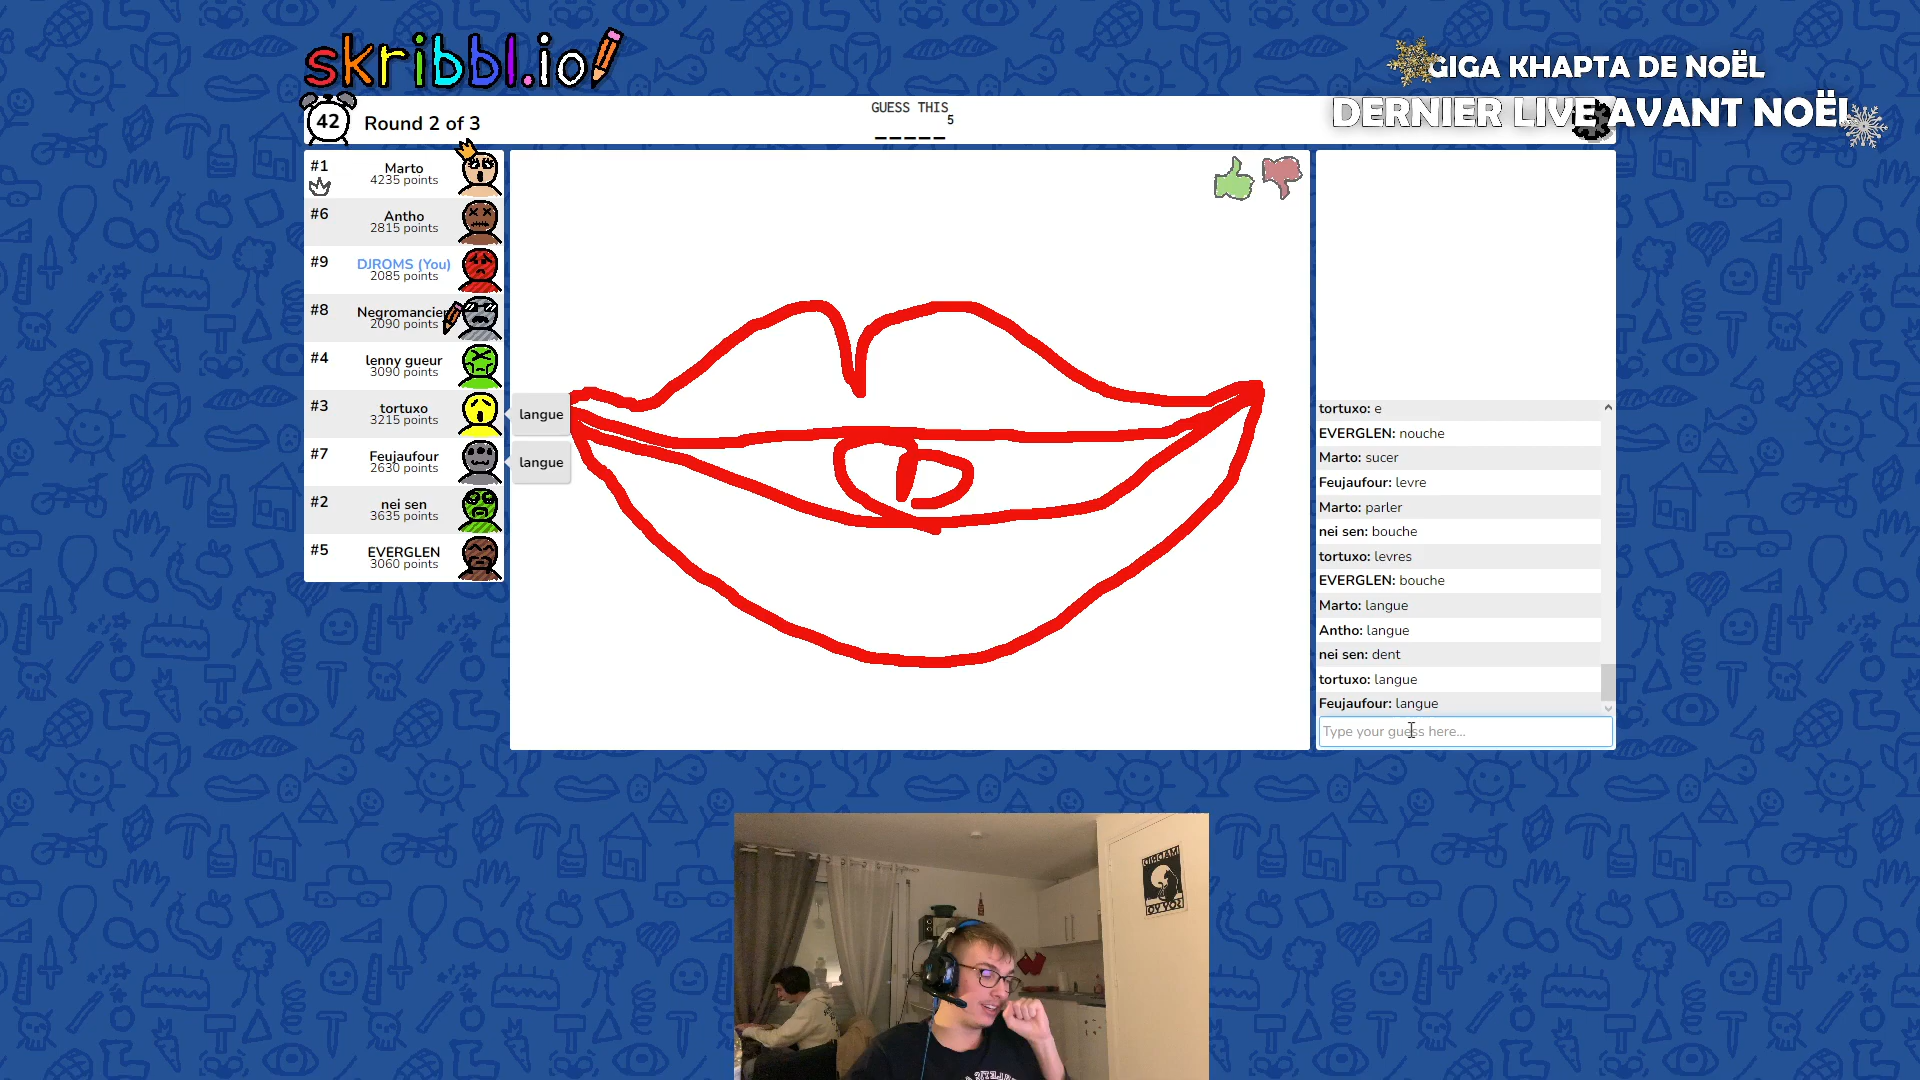 skribbl.io
GIGA KHAPTA DE NOËL
DERNIER LIVE AVANT NOËL
42
Round 2 of 3
GUESS THIS
_____ 5
#1
Marto
4235 points
#6
Antho
2815 points
#9
DJROMS (You)
2085 points
#8
Negromancier
2090 points
#4
lenny gueur
3090 points
#3
tortuxo
3215 points
langue
#7
Feujaufour
2630 points
langue
#2
nei sen
3635 points
#5
EVERGLEN
3060 points
tortuxo: e
EVERGLEN: nouche
Marto: sucer
Feujaufour: levre
Marto: parler
nei sen: bouche
tortuxo: levres
EVERGLEN: bouche
Marto: langue
Antho: langue
nei sen: dent
tortuxo: langue
Feujaufour: langue
Type your guess here...